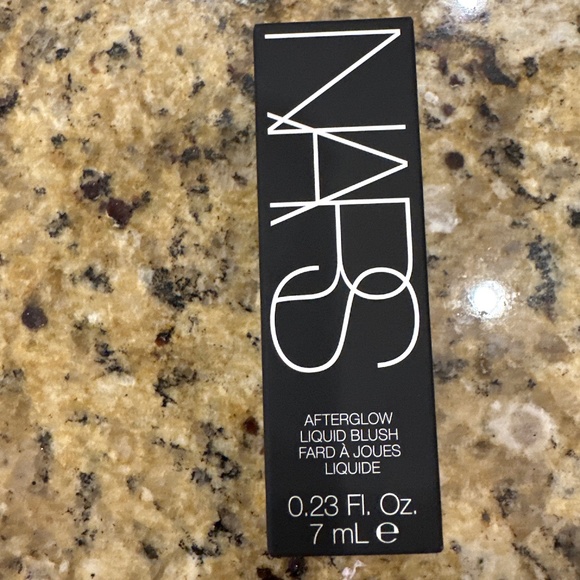 NARS
AFTERGLOW
LIQUID BLUSH
FARD À JOUES
LIQUIDE
0.23 Fl. Oz.
7 mL ℮